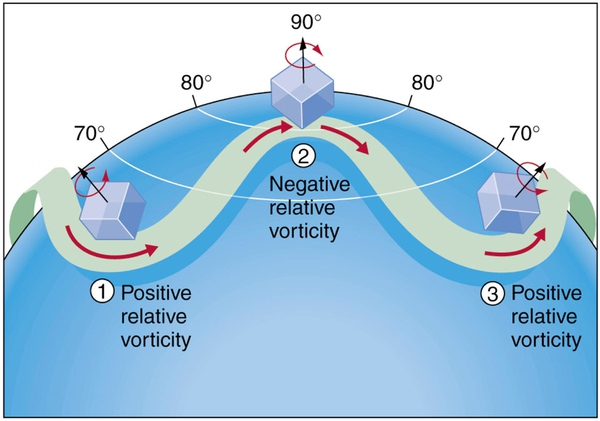 90°
80°
80°
70°
70°
2
Negative
relative
vorticity
1 Positive
relative
vorticity
3 Positive
relative
vorticity